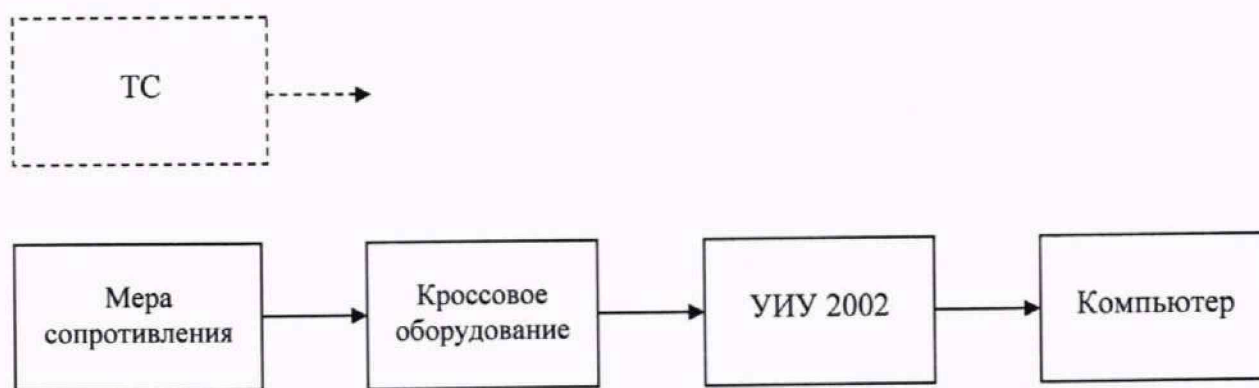 ТС
Мера
сопротивления
Кроссовое
оборудование
УИУ 2002
Компьютер